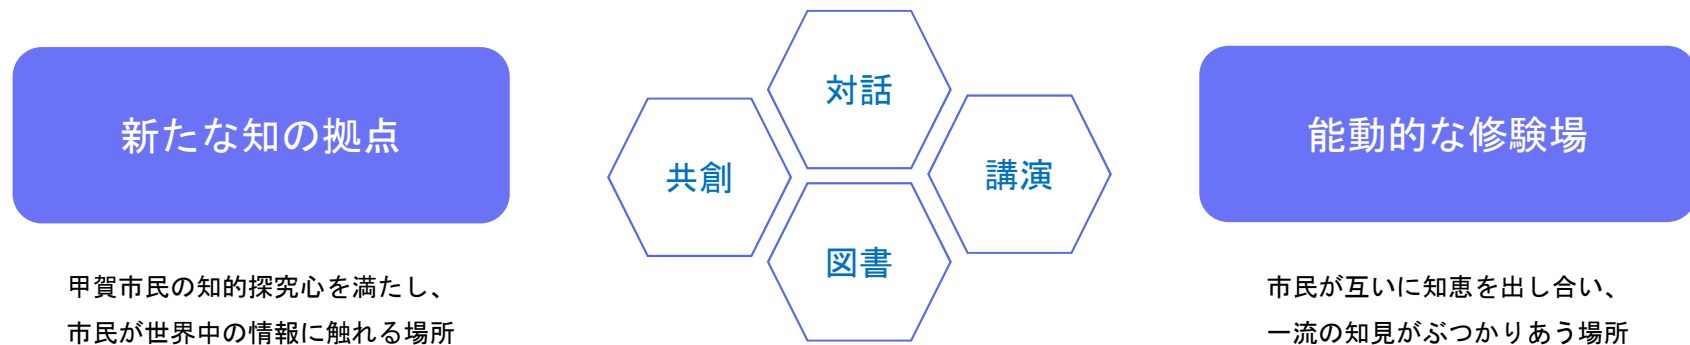 新たな知の拠点
甲賀市民の知的探究心を満たし、
市民が世界中の情報に触れる場所
対話
共創
講演
図書
能動的な修験場
市民が互いに知恵を出し合い、
一流の知見がぶつかりあう場所